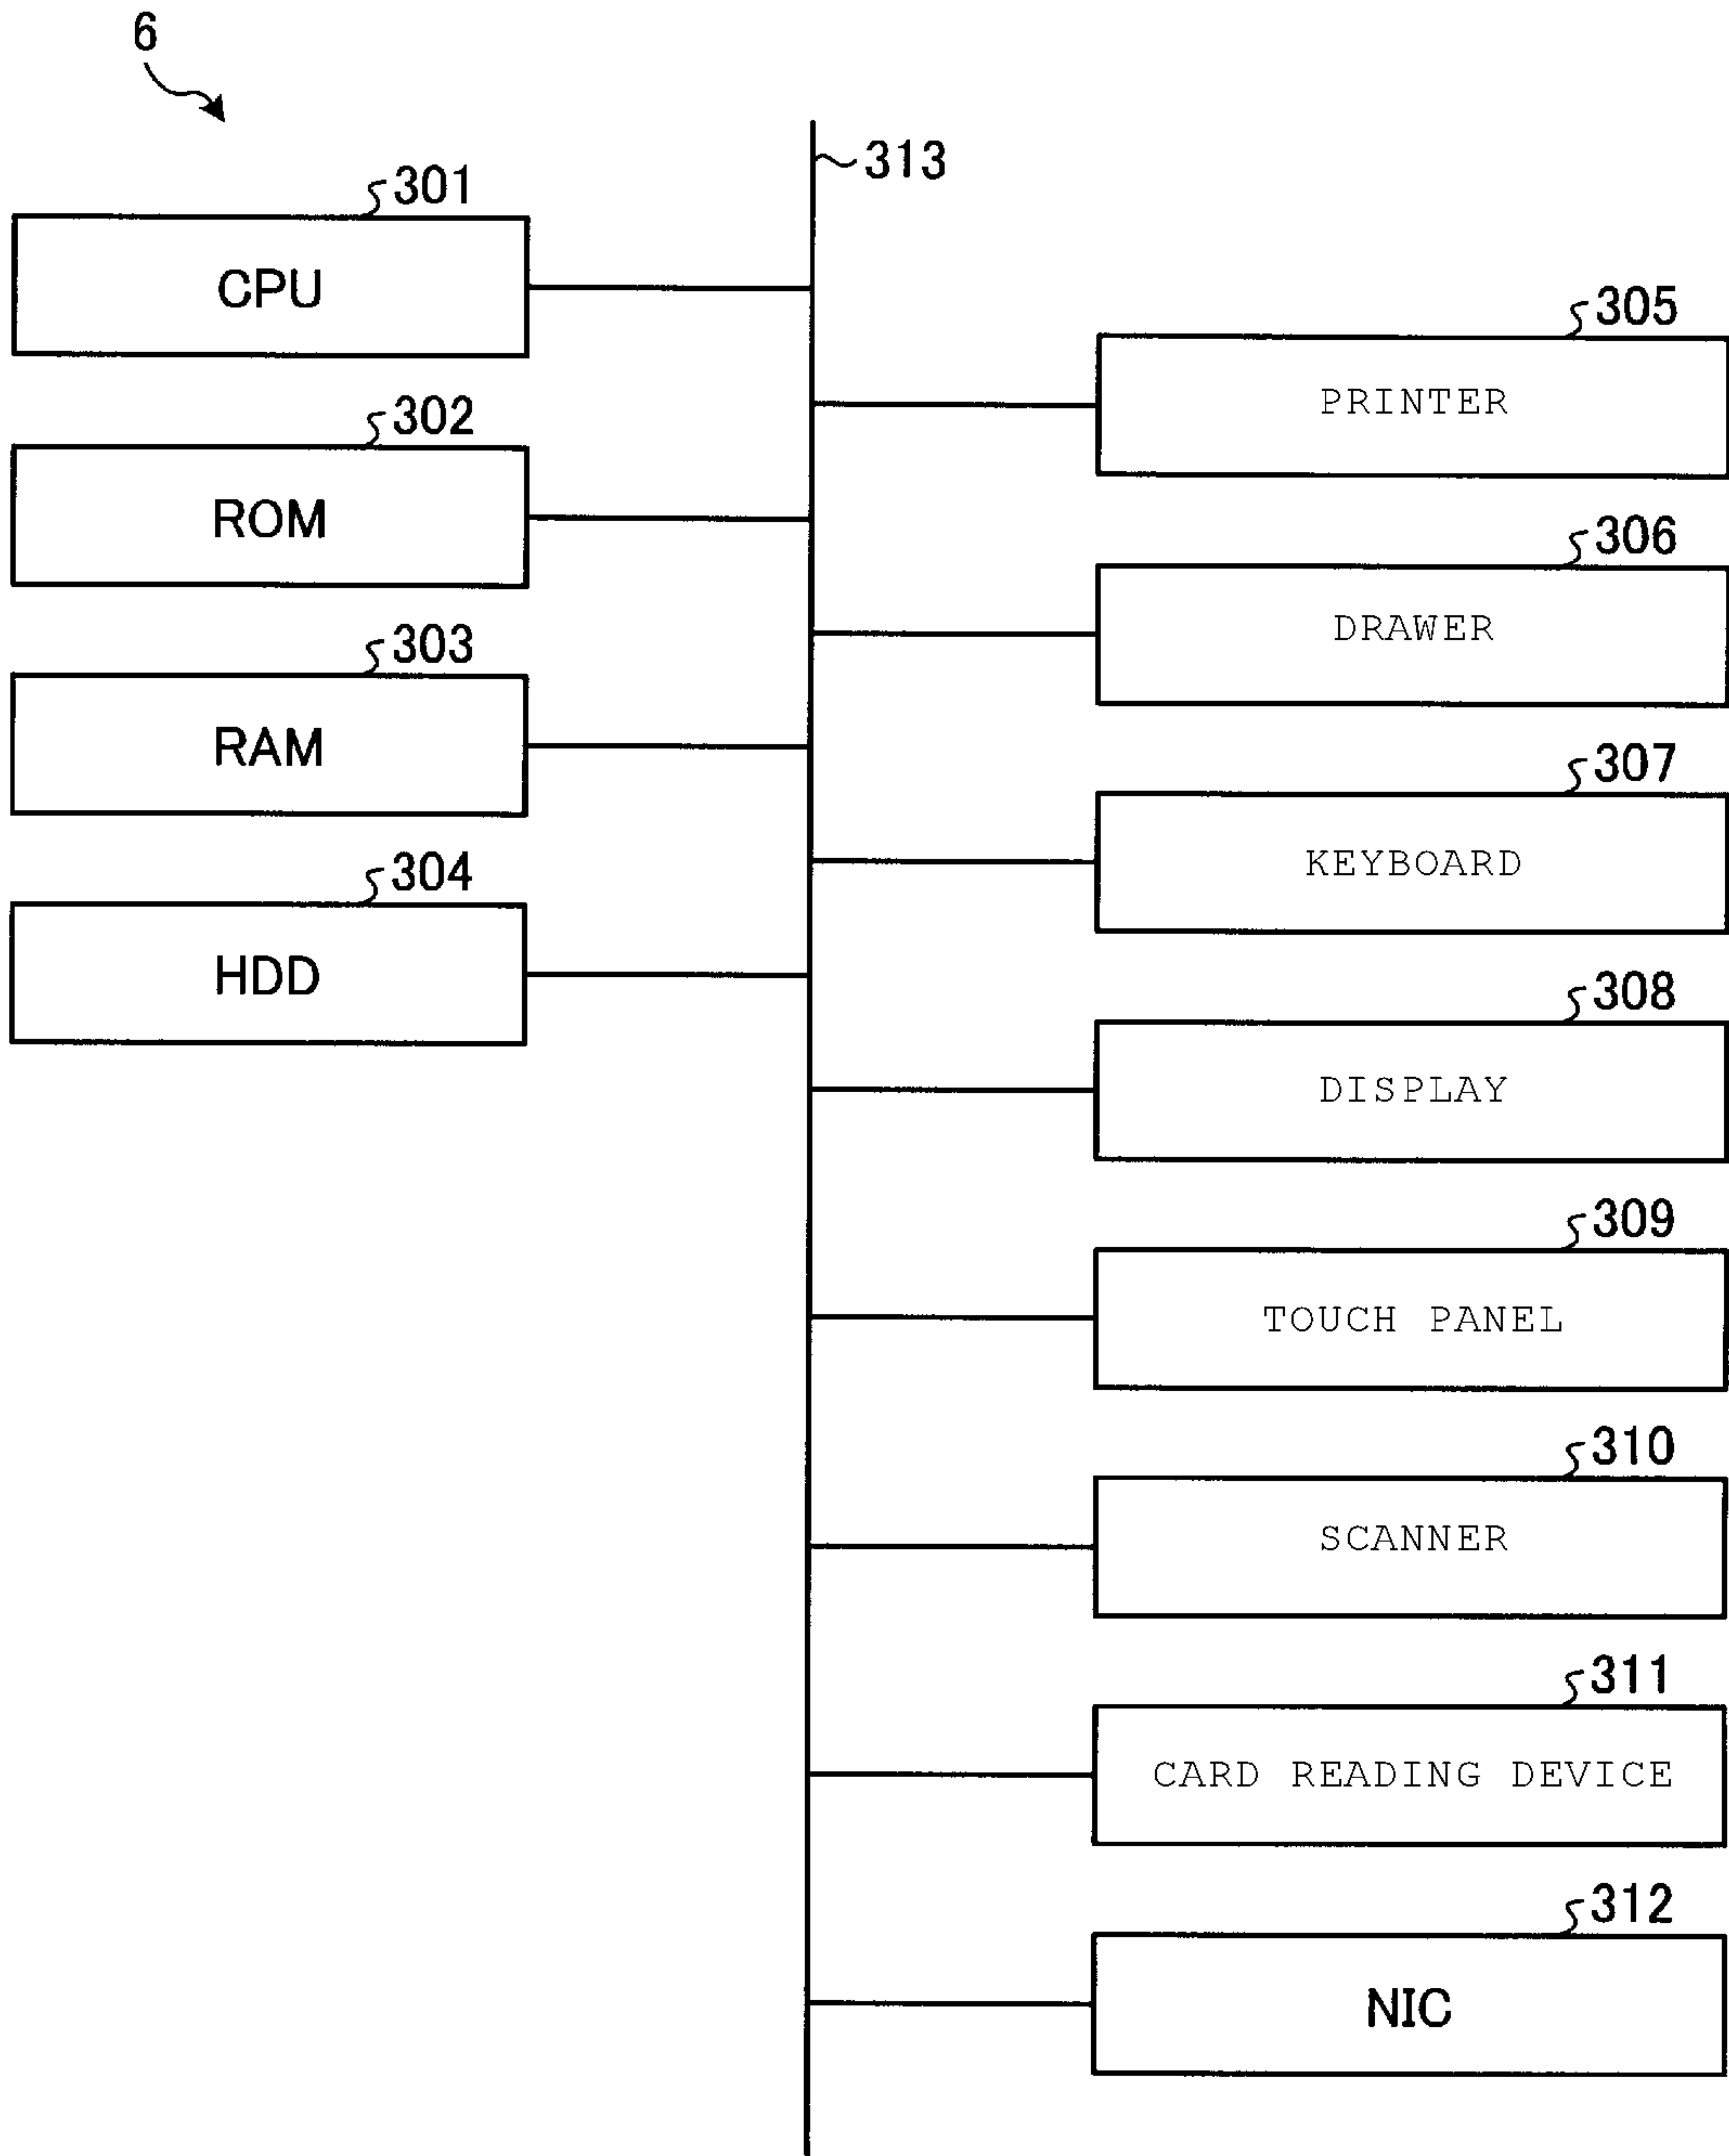 6
313
301
CPU
305
PRINTER
302
ROM
306
DRAWER
303
RAM
307
KEYBOARD
304
HDD
308
DISPLAY
309
TOUCH PANEL
310
SCANNER
311
CARD READING DEVICE
312
NIC